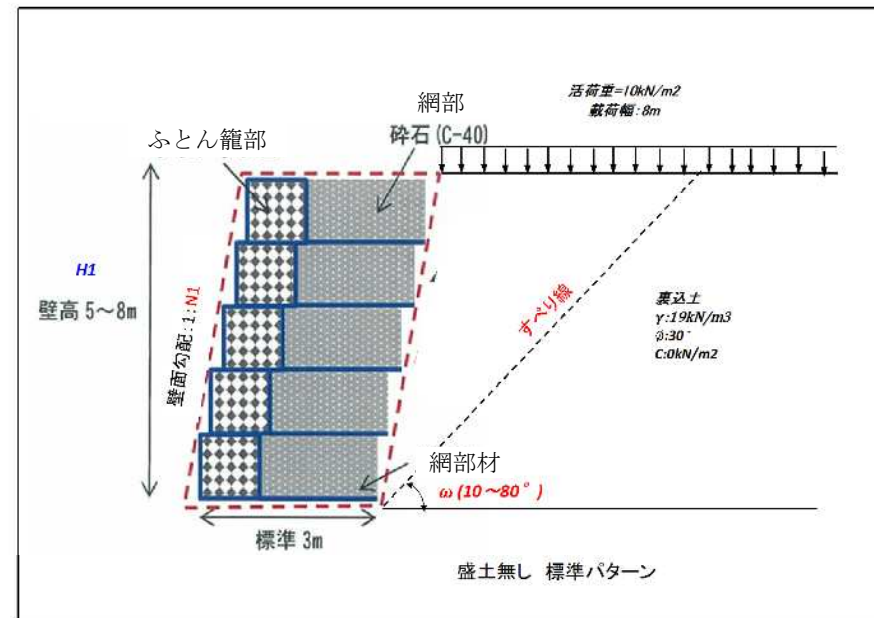 活荷重=10kN/m2
載荷幅:8m
網部
砕石(C-40)
ふとん籠部
H1
壁高 5～8m
壁面勾配:1:N1
すべり線
裏込土
γ:19kN/m3
φ:30°
C:0kN/m2
網部材
ω(10～80°)
標準 3m
盛土無し 標準パターン